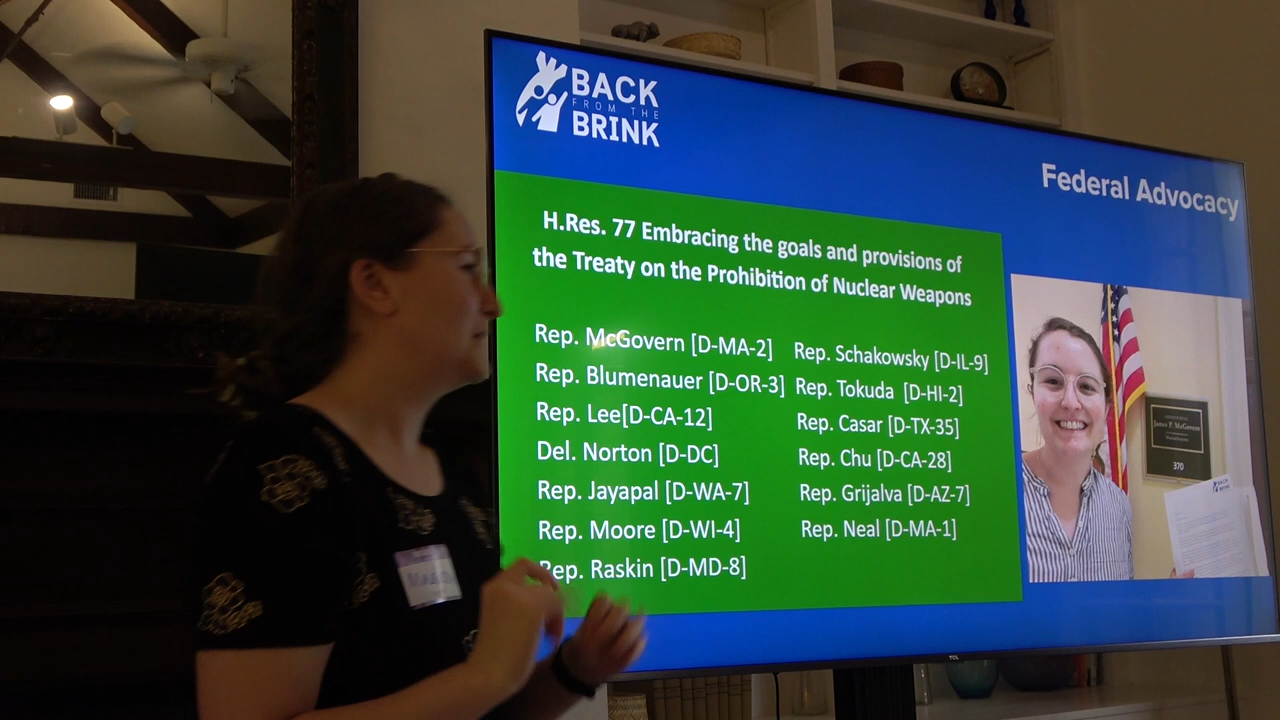 BACK
FROM THE
BRINK
Federal Advocacy
H.Res. 77 Embracing the goals and provisions of
the Treaty on the Prohibition of Nuclear Weapons
Rep. McGovern [D-MA-2]
Rep. Blumenauer [D-OR-3]
Rep. Lee[D-CA-12]
Del. Norton [D-DC]
Rep. Jayapal [D-WA-7]
Rep. Moore [D-WI-4]
Rep. Raskin [D-MD-8]
Rep. Schakowsky [D-IL-9]
Rep. Tokuda [D-HI-2]
Rep. Casar [D-TX-35]
Rep. Chu [D-CA-28]
Rep. Grijalva [D-AZ-7]
Rep. Neal [D-MA-1]
James P. McGovern
Massachusetts
370
BACK
BRINK
TCL